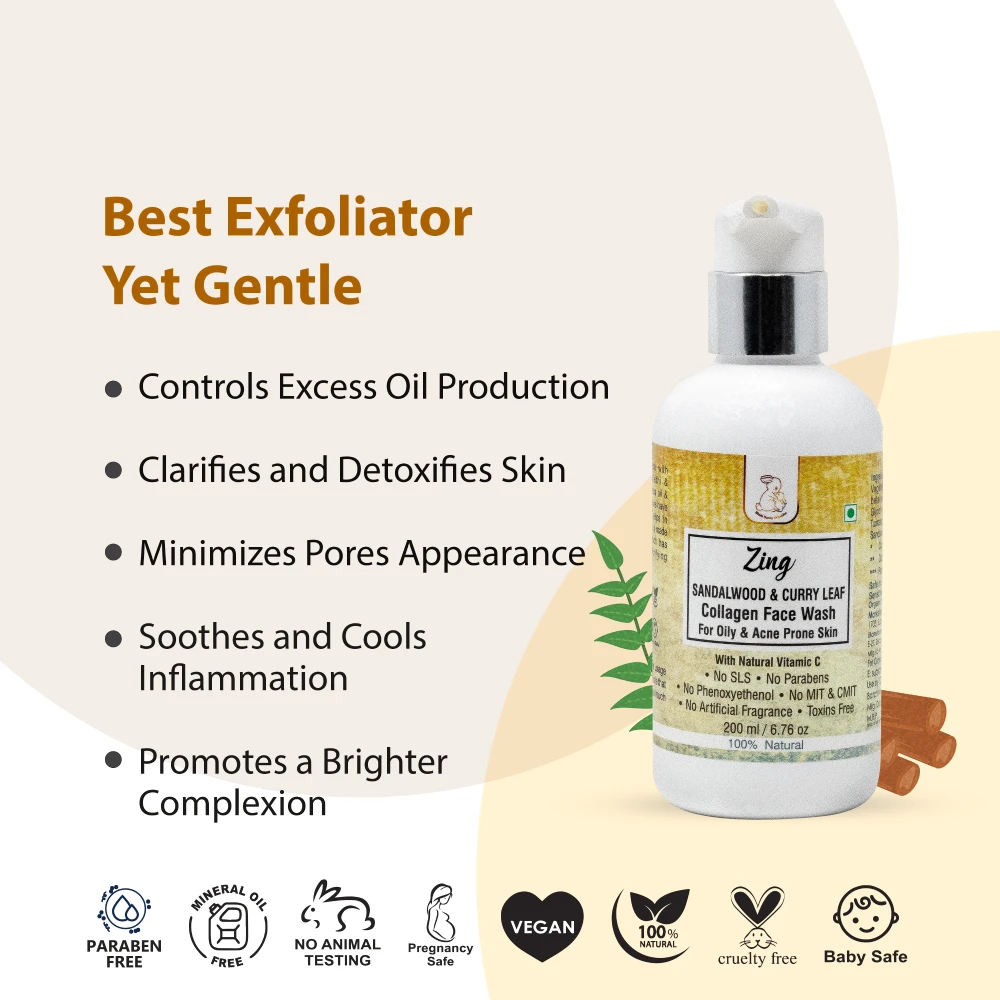 Best Exfoliator
Yet Gentle
Controls Excess Oil Production
Clarifies and Detoxifies Skin
Minimizes Pores Appearance
Soothes and Cools
Inflammation
Promotes a Brighter
Complexion
Zing
SANDALWOOD & CURRY LEAF
Collagen Face Wash
For Oily & Acne Prone Skin
With Natural Vitamin C
• No SLS • No Parabens
• No Phenoxyethenol • No MIT & CMIT
• No Artificial Fragrance • Toxins Free
200 ml / 6.76 oz
100% Natural
PARABEN
FREE
MINERAL OIL
FREE
NO ANIMAL
TESTING
Pregnancy
Safe
VEGAN
100%
NATURAL
cruelty free
Baby Safe